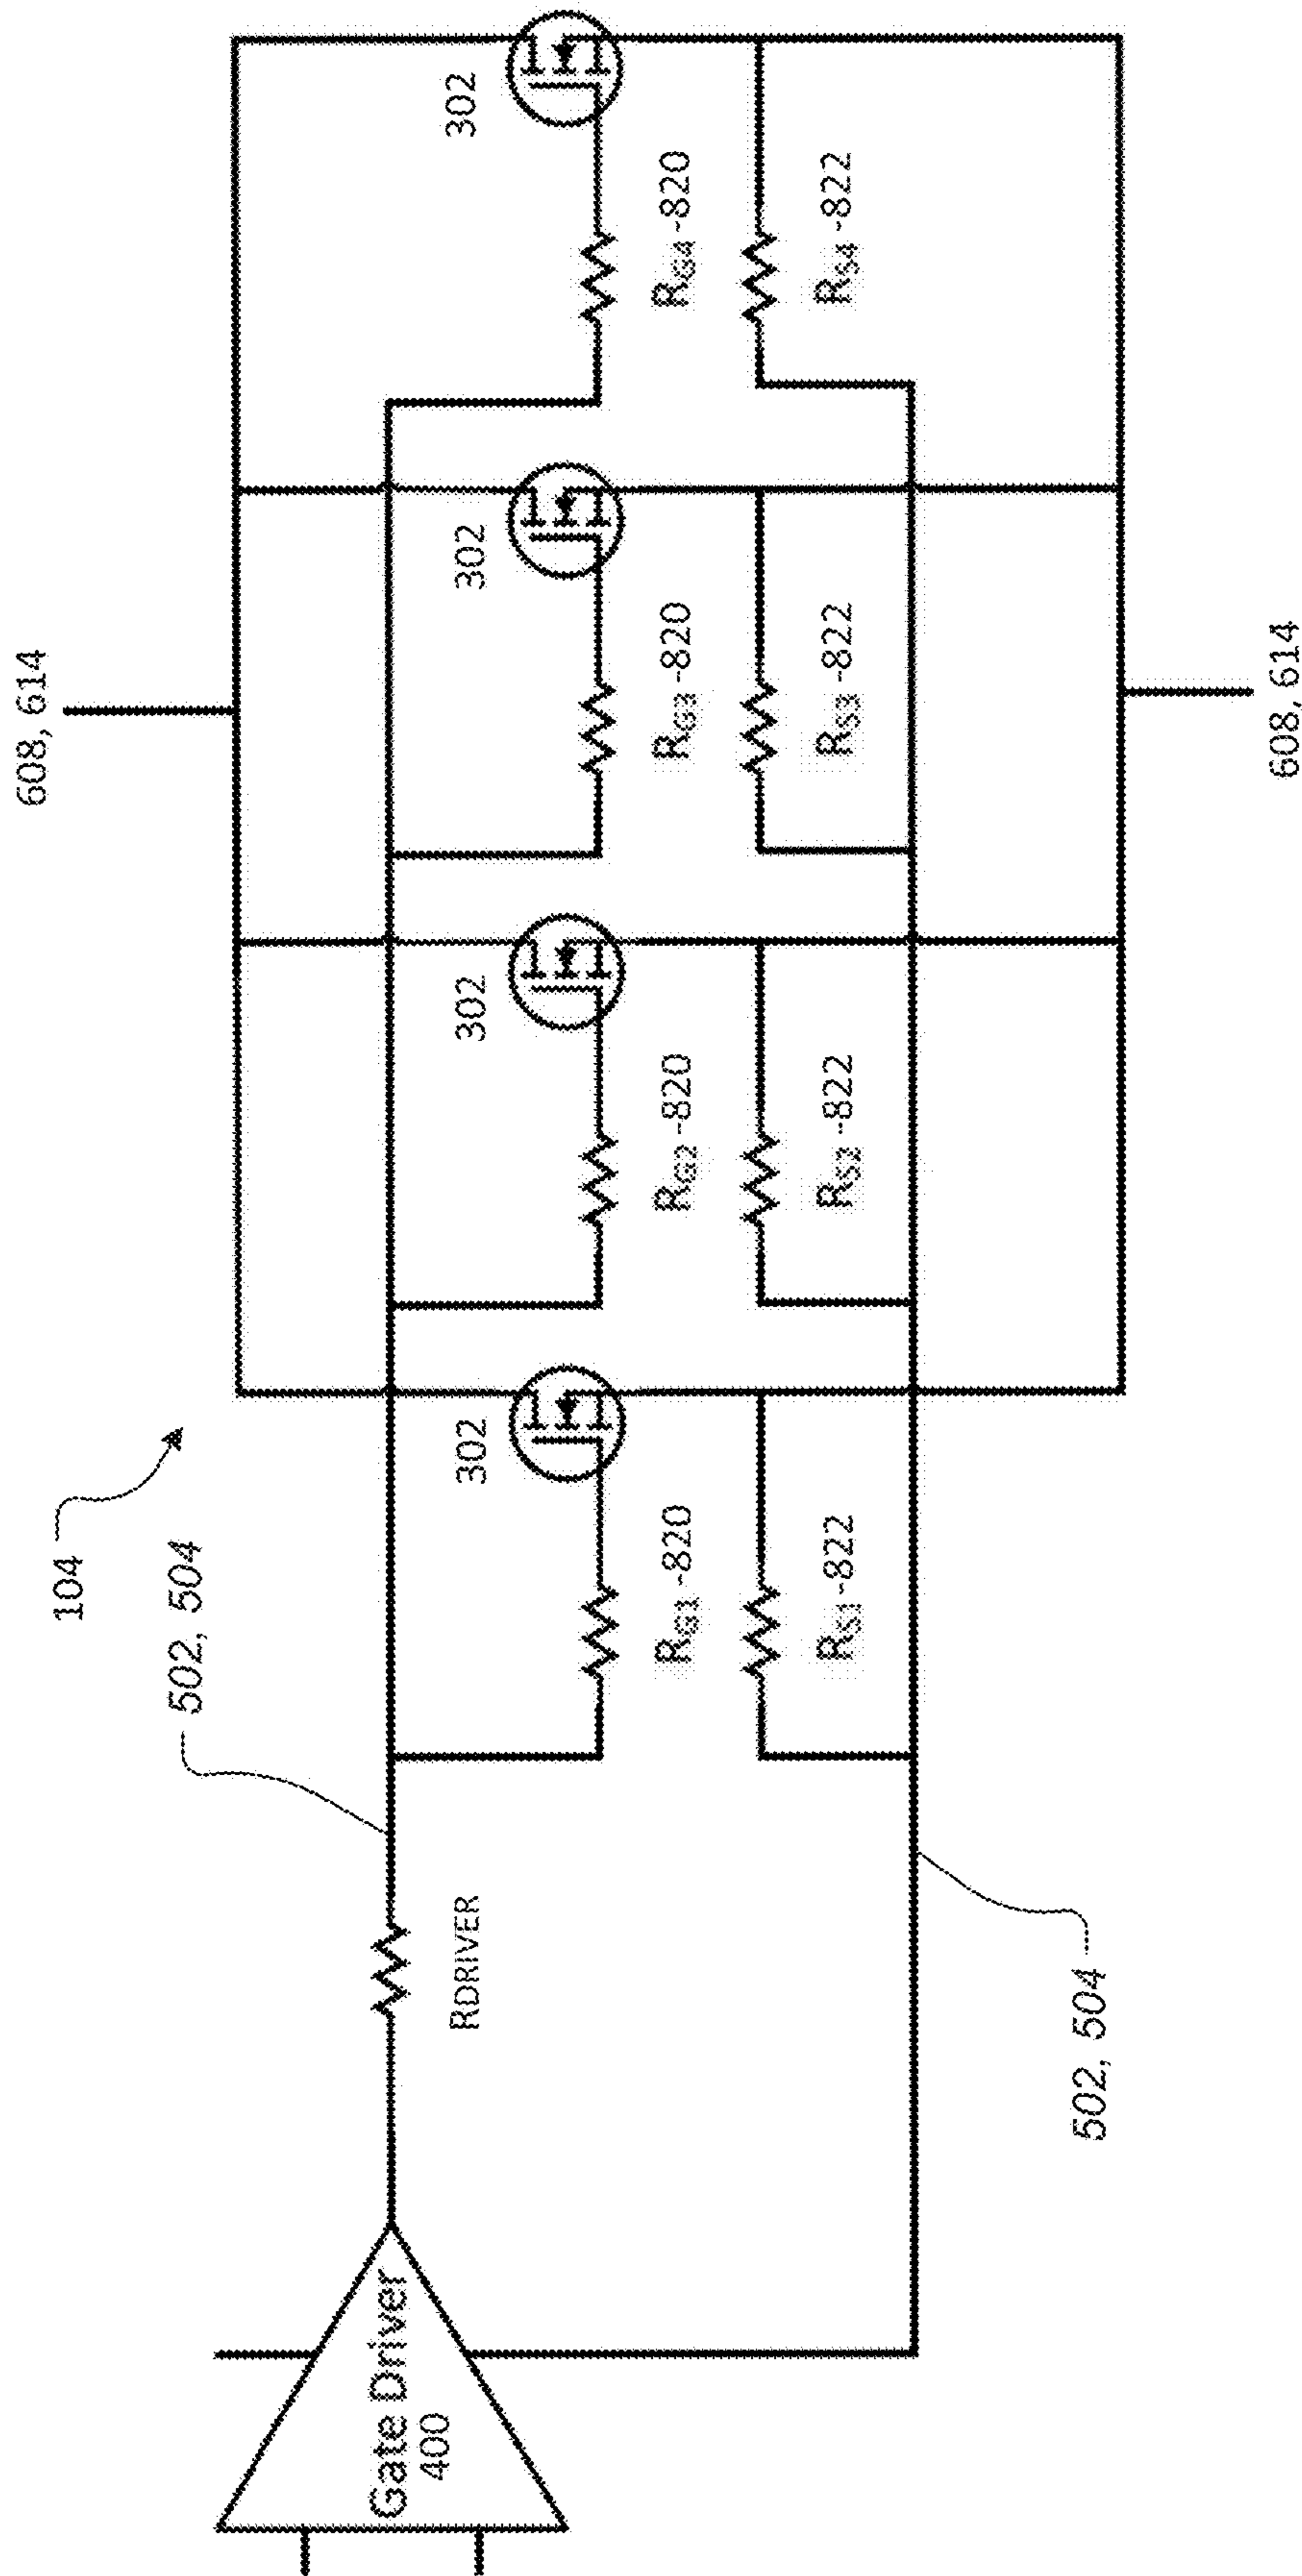 104
608, 614
502, 504
Gate Driver
400
RDRIVER
302
302
302
302
RG1 -820
RG2 -820
RG3 -820
RG4 -820
RS1 -822
RS2 -822
RS3 -822
RS4 -822
502, 504
608, 614